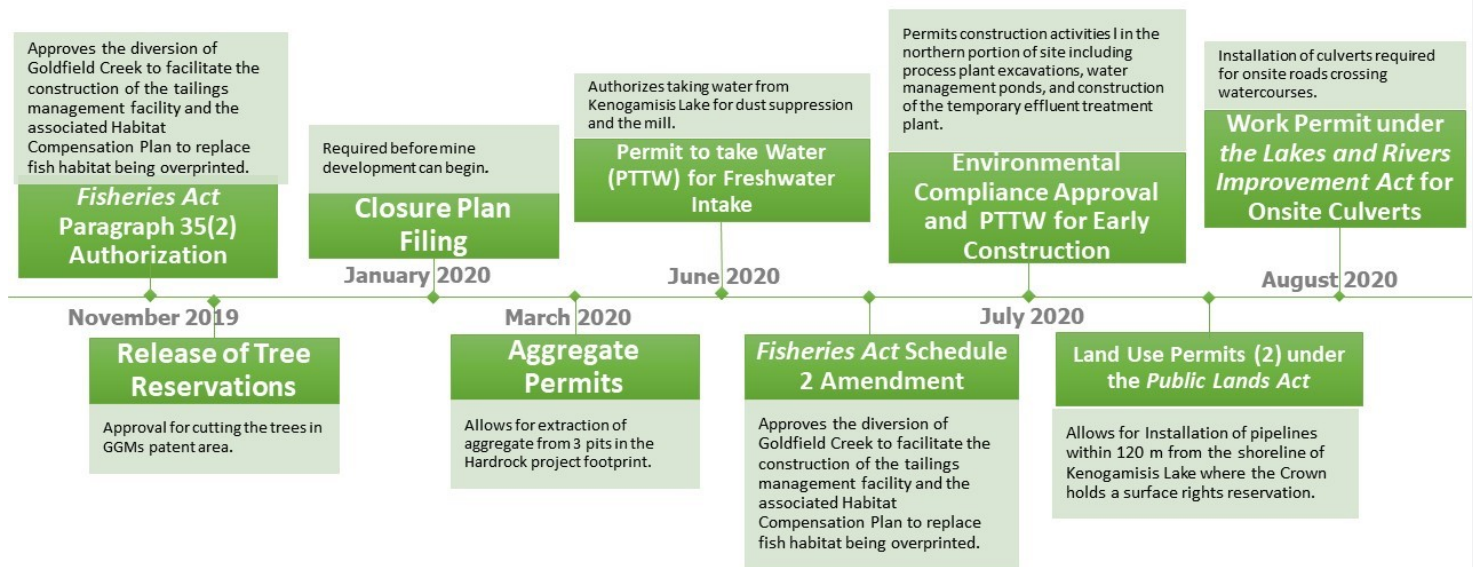 Approves the diversion of
Goldfield Creek to facilitate the
construction of the tailings
management facility and the
associated Habitat
Compensation Plan to replace
fish habitat being overprinted.
Fisheries Act
Paragraph 35(2)
Authorization
November 2019
Release of Tree
Reservations
Approval for cutting the trees in
GGMs patent area.
Required before mine
development can begin.
Closure Plan
Filing
January 2020
March 2020
Aggregate
Permits
Allows for extraction of
aggregate from 3 pits in the
Hardrock project footprint.
Authorizes taking water from
Kenogamisis Lake for dust suppression
and the mill.
Permit to take Water
(PTTW) for Freshwater
Intake
June 2020
Fisheries Act Schedule
2 Amendment
Approves the diversion of
Goldfield Creek to facilitate the
construction of the tailings
management facility and the
associated Habitat
Compensation Plan to replace
fish habitat being overprinted.
Permits construction activities l in the
northern portion of site including
process plant excavations, water
management ponds, and construction
of the temporary effluent treatment
plant.
Environmental
Compliance Approval
and PTTW for Early
Construction
July 2020
Land Use Permits (2) under
the Public Lands Act
Allows for Installation of pipelines
within 120 m from the shoreline of
Kenogamisis Lake where the Crown
holds a surface rights reservation.
Installation of culverts required
for onsite roads crossing
watercourses.
Work Permit under
the Lakes and Rivers
Improvement Act for
Onsite Culverts
August 2020